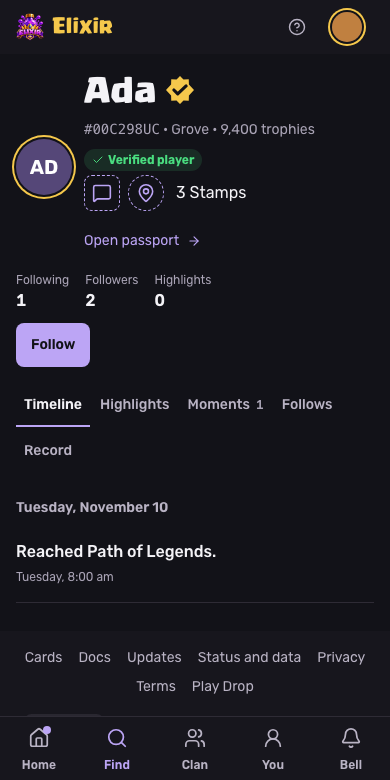 Elixir
Ada
#00C298UC • Grove • 9,400 trophies
AD
Verified player
3 Stamps
Open passport →
Following Followers Highlights
1 2 0
Follow
Timeline Highlights Moments 1 Follows
Record
Tuesday, November 10
Reached Path of Legends.
Tuesday, 8:00 am
Cards Docs Updates Status and data Privacy
Terms Play Drop
Home Find Clan You Bell